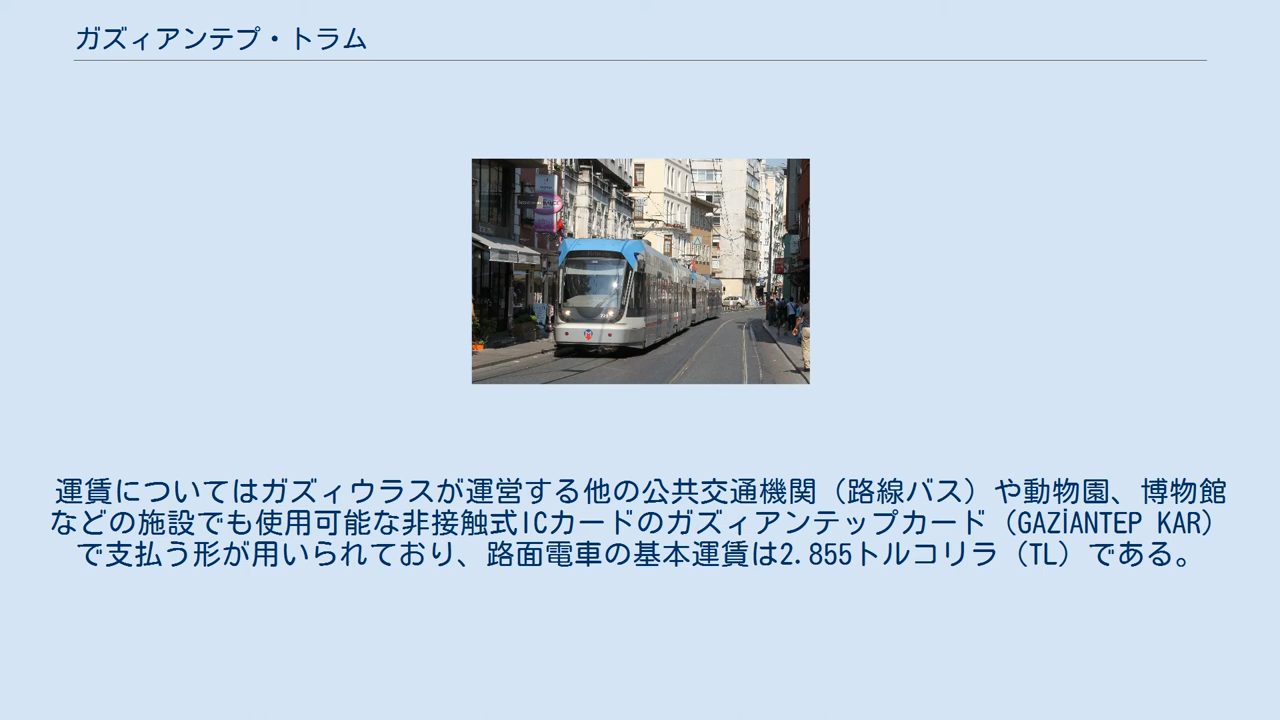 ガズィアンテプ・トラム
運賃についてはガズィウラスが運営する他の公共交通機関（路線バス）や動物園、博物館
などの施設でも使用可能な非接触式ICカードのガズィアンテップカード（GAZİANTEP KAR）
で支払う形が用いられており、路面電車の基本運賃は2.855トルコリラ（TL）である。